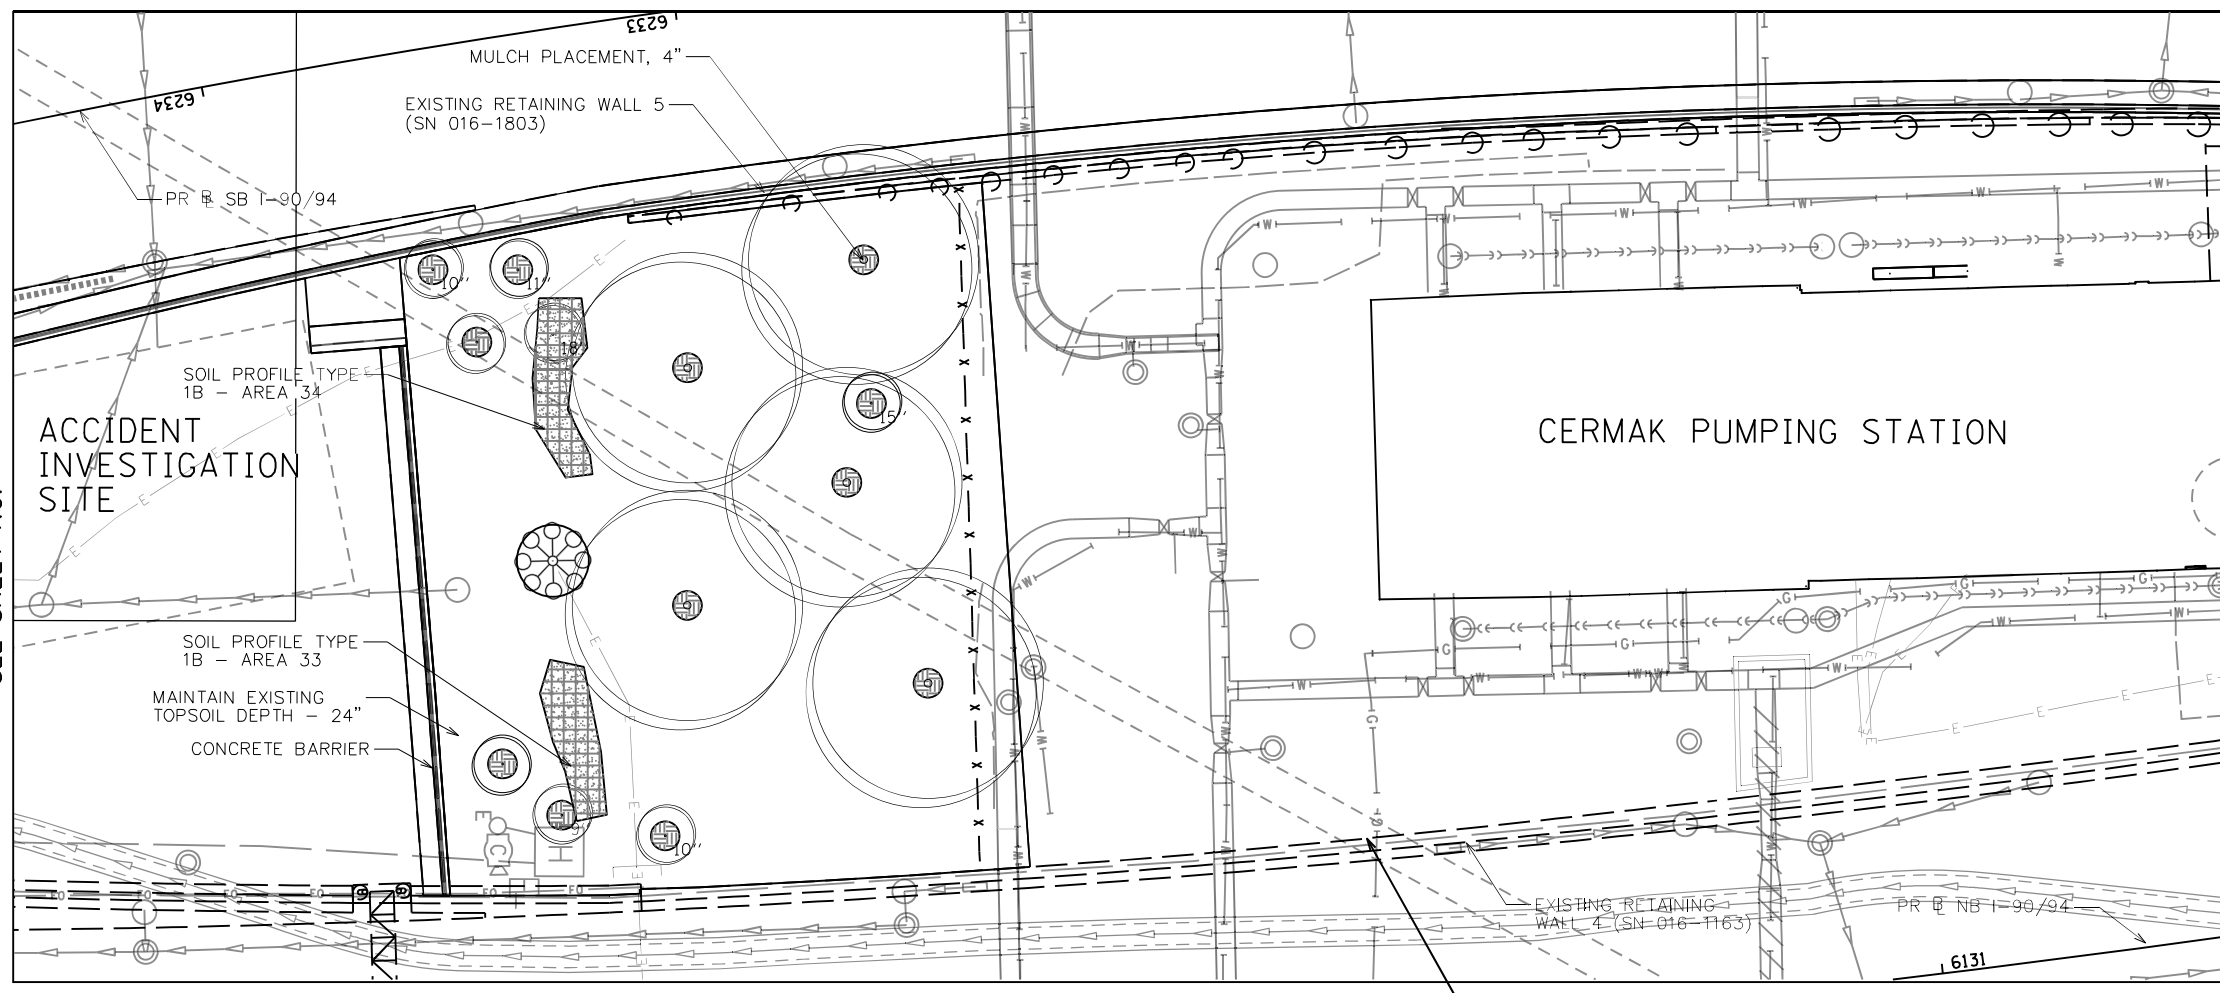 6233
MULCH PLACEMENT, 4"
6234
EXISTING RETAINING WALL 5
(SN 016-1803)
PR BL SB I-90/94
10"
11"
18"
SOIL PROFILE TYPE
1B - AREA 34
15"
ACCIDENT
INVESTIGATION
SITE
CERMAK PUMPING STATION
SOIL PROFILE TYPE
1B - AREA 33
MAINTAIN EXISTING
TOPSOIL DEPTH - 24"
CONCRETE BARRIER
9"
10"
EXISTING RETAINING
WALL 4 (SN 016-1163)
PR BL NB I-90/94
6131